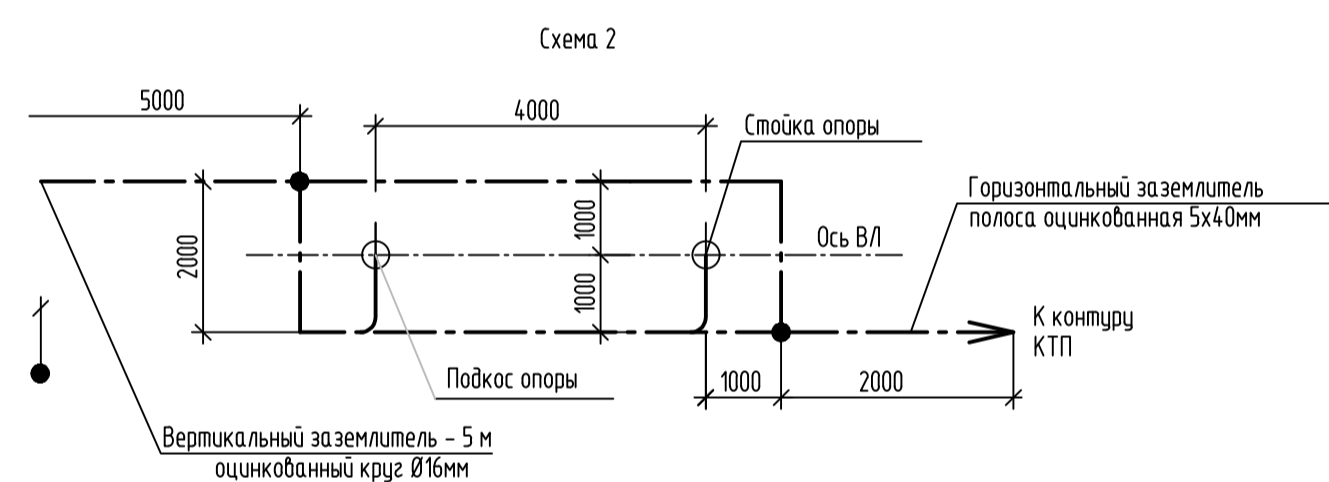 Схема 2
5000
4000
Стойка опоры
Горизонтальный заземлитель
полоса оцинкованная 5х40мм
1000
2000
Ось ВЛ
1000
К контуру
КТП
Подкос опоры
1000
2000
Вертикальный заземлитель - 5 м
оцинкованный круг Ø16мм